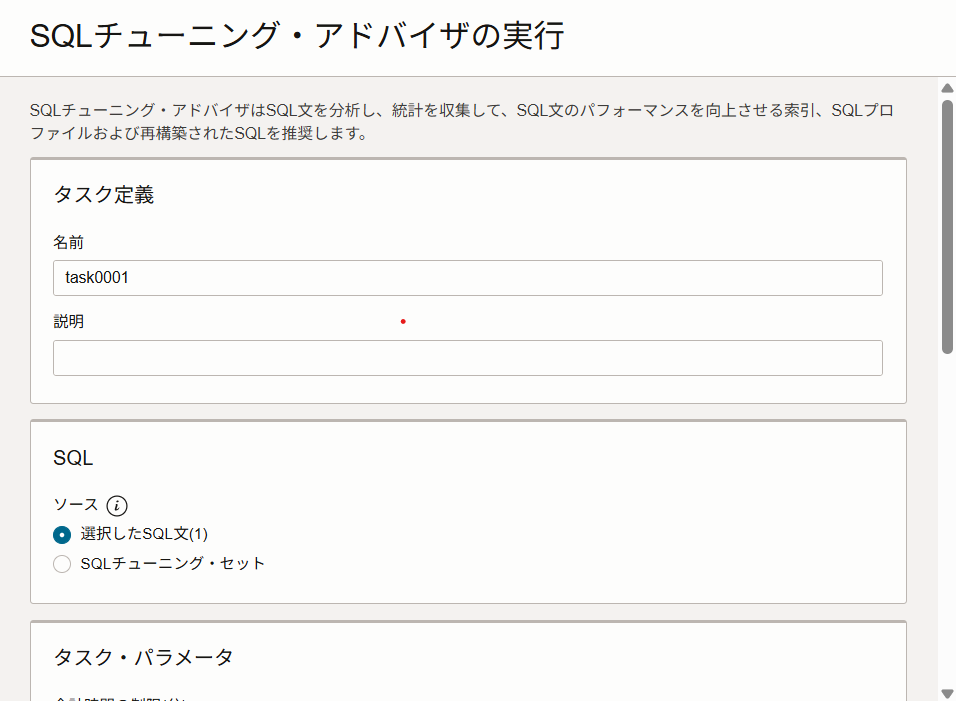 SQLチューニング・アドバイザの実行
SQLチューニング・アドバイザはSQL文を分析し、統計を収集して、SQL文のパフォーマンスを向上させる索引、SQLプロ
ファイルおよび再構築されたSQLを推奨します。
タスク定義
名前
task0001
説明
SQL
ソース
選択したSQL文(1)
SQLチューニング・セット
タスク・パラメータ